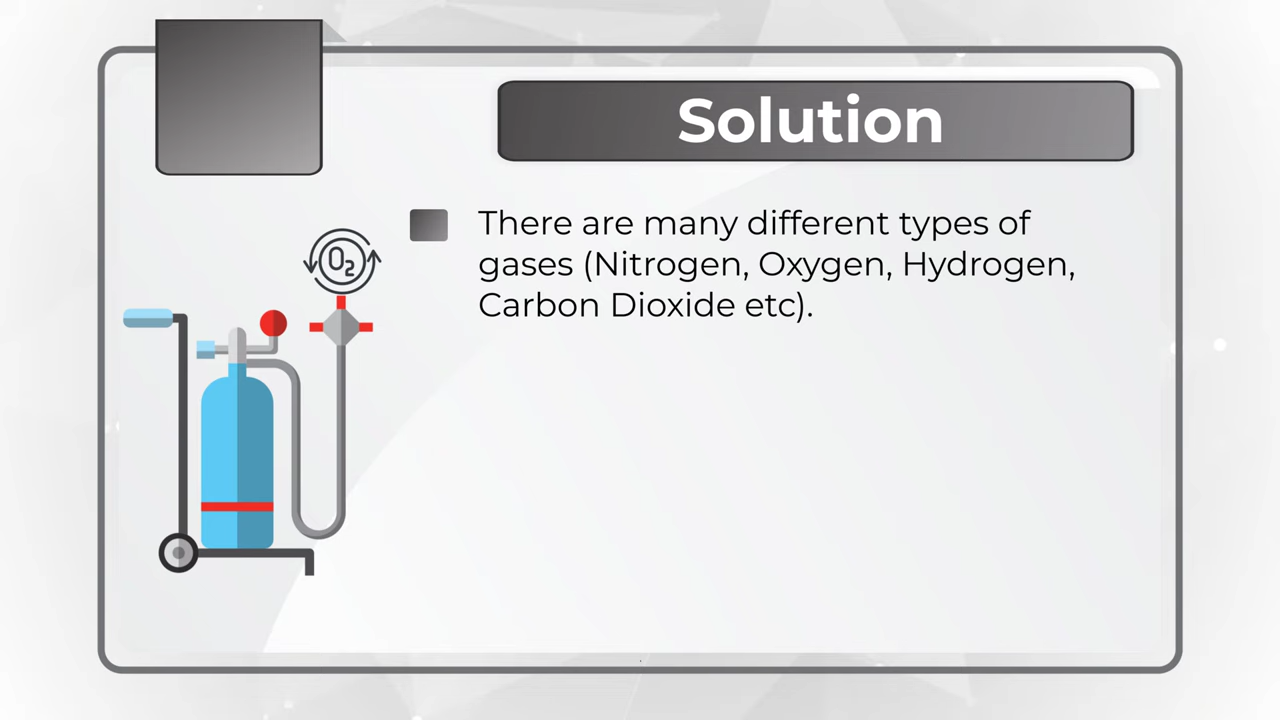 Solution
There are many different types of
gases (Nitrogen, Oxygen, Hydrogen,
Carbon Dioxide etc).
O2